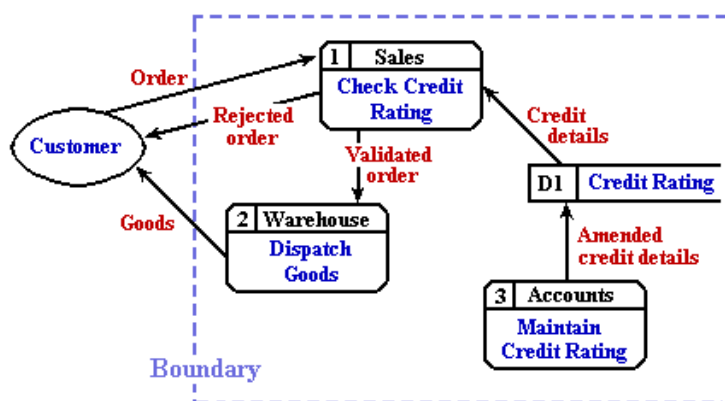 1 Sales
Check Credit
Rating
Order
Rejected
order
Customer
Validated
order
Credit
details
D1 Credit Rating
Goods
2 Warehouse
Dispatch
Goods
Amended
credit details
3 Accounts
Maintain
Credit Rating
Boundary